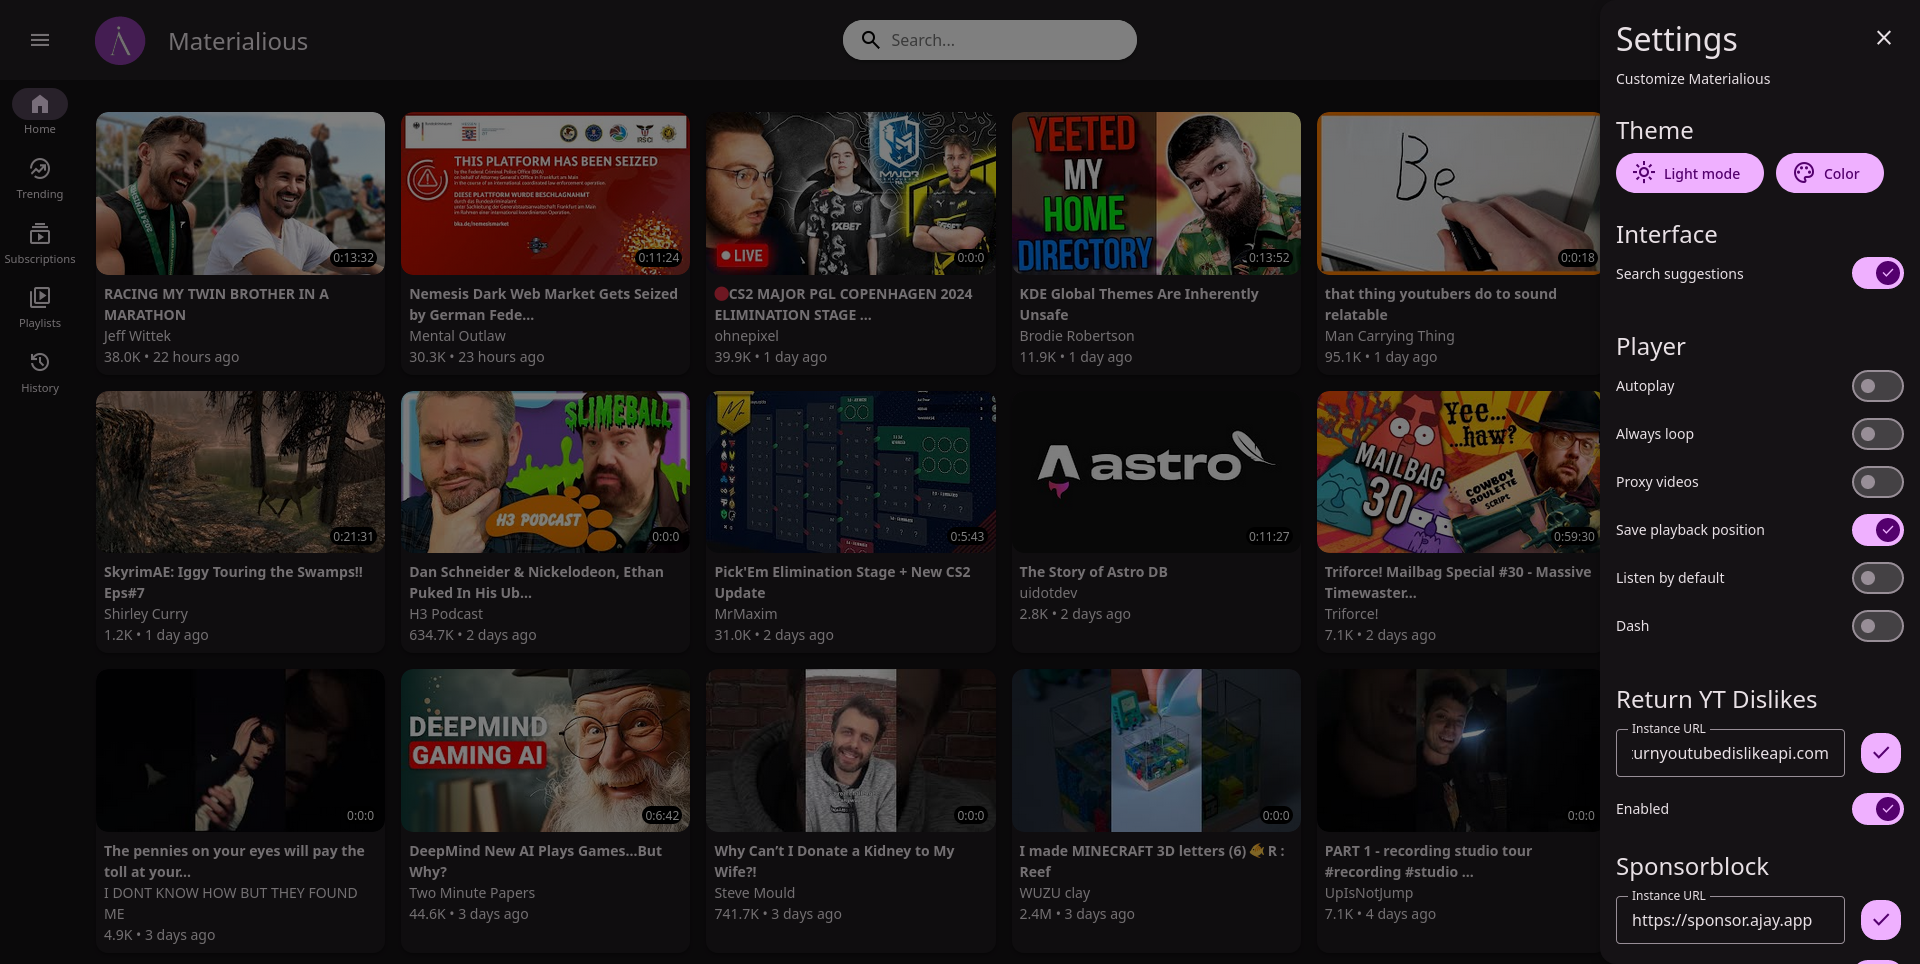 Materialious
Search...
Settings
Customize Materialious
Theme
Light mode
Color
Interface
Search suggestions
Player
Autoplay
Always loop
Proxy videos
Save playback position
Listen by default
Dash
Return YT Dislikes
Instance URL
urnyoutubedislikeapi.com
Enabled
Sponsorblock
Instance URL
https://sponsor.ajay.app
Home
Trending
Subscriptions
Playlists
History
0:13:32
RACING MY TWIN BROTHER IN A
MARATHON
Jeff Wittek
38.0K • 22 hours ago
THIS PLATFORM HAS BEEN SEIZED
DIESE PLATTFORM WURDE BESCHLAGNAHMT
0:11:24
Nemesis Dark Web Market Gets Seized
by German Fede...
Mental Outlaw
30.3K • 23 hours ago
MAJOR
1XBET
LIVE
0:0:0
🔴CS2 MAJOR PGL COPENHAGEN 2024
ELIMINATION STAGE ...
ohnepixel
39.9K • 1 day ago
YEETED
MY
HOME
DIRECTORY
0:13:52
KDE Global Themes Are Inherently
Unsafe
Brodie Robertson
11.9K • 1 day ago
Be
0:0:18
that thing youtubers do to sound
relatable
Man Carrying Thing
95.1K • 1 day ago
0:21:31
SkyrimAE: Iggy Touring the Swamps!!
Eps#7
Shirley Curry
1.2K • 1 day ago
SLIMEBALL
H3 PODCAST
0:0:0
Dan Schneider & Nickelodeon, Ethan
Puked In His Ub...
H3 Podcast
634.7K • 2 days ago
0:5:43
Pick'Em Elimination Stage + New CS2
Update
MrMaxim
31.0K • 2 days ago
astro
0:11:27
The Story of Astro DB
uidotdev
2.8K • 2 days ago
YEE...
HAW?
MAILBAG
30
COWBOY
ROULETTE
SCRIPT
0:59:30
Triforce! Mailbag Special #30 - Massive
Timewaster...
Triforce!
7.1K • 2 days ago
0:0:0
The pennies on your eyes will pay the
toll at your...
I DONT KNOW HOW BUT THEY FOUND
ME
4.9K • 3 days ago
DEEPMIND
GAMING AI
0:6:42
DeepMind New AI Plays Games...But
Why?
Two Minute Papers
44.6K • 3 days ago
0:0:0
Why Can't I Donate a Kidney to My
Wife?!
Steve Mould
741.7K • 3 days ago
0:0:0
I made MINECRAFT 3D letters (6) 🐠 R :
Reef
WUZU clay
2.4M • 3 days ago
0:0:0
PART 1 - recording studio tour
#recording #studio ...
UpIsNotJump
7.1K • 4 days ago